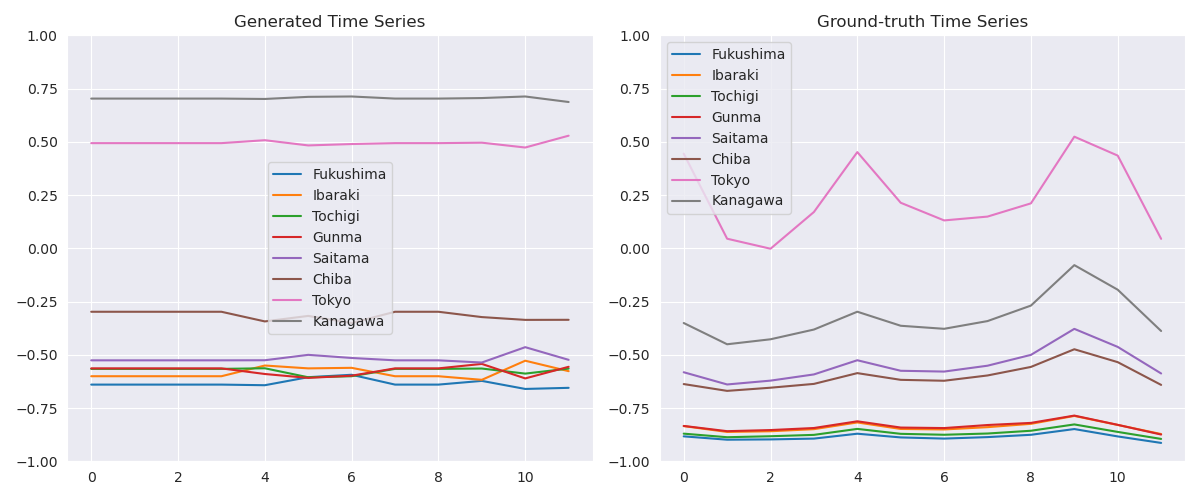 Generated Time Series
1.00
0.75
0.50
0.25
0.00
−0.25
−0.50
−0.75
−1.00
0 2 4 6 8 10
Fukushima
Ibaraki
Tochigi
Gunma
Saitama
Chiba
Tokyo
Kanagawa
Ground-truth Time Series
1.00
0.75
0.50
0.25
0.00
−0.25
−0.50
−0.75
−1.00
0 2 4 6 8 10
Fukushima
Ibaraki
Tochigi
Gunma
Saitama
Chiba
Tokyo
Kanagawa